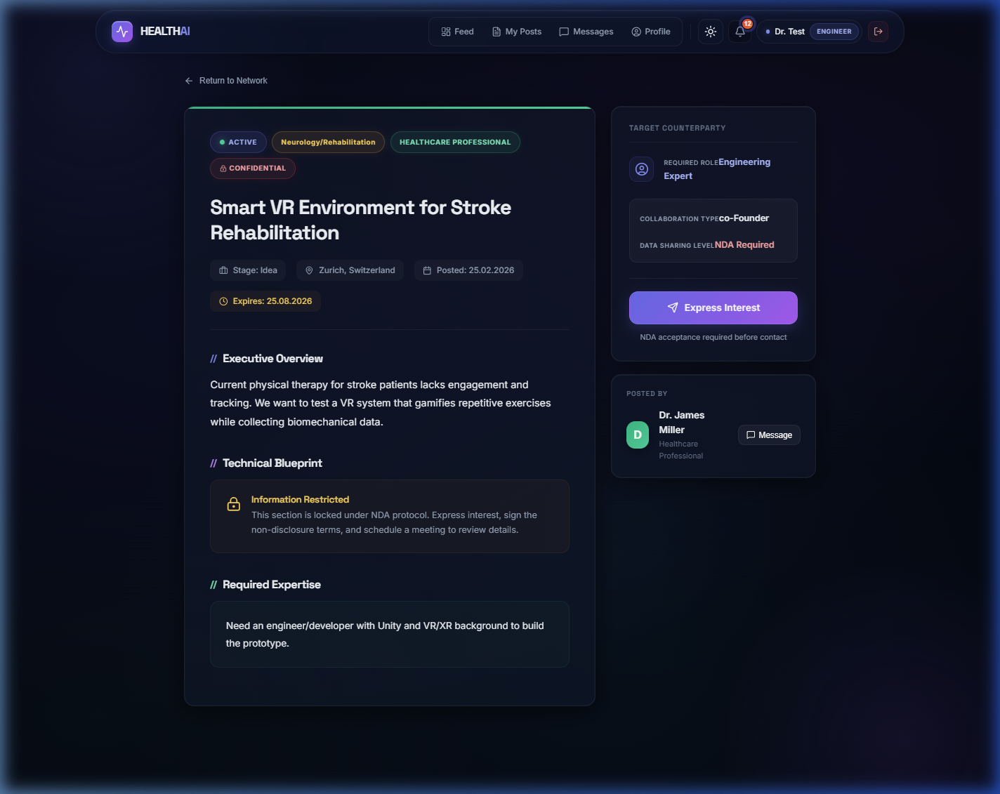 HEALTHAI
Feed
My Posts
Messages
Profile
12
Dr. Test
ENGINEER
Return to Network
ACTIVE
Neurology/Rehabilitation
HEALTHCARE PROFESSIONAL
CONFIDENTIAL
Smart VR Environment for Stroke
Rehabilitation
Stage: Idea
Zurich, Switzerland
Posted: 25.02.2026
Expires: 25.08.2026
// Executive Overview
Current physical therapy for stroke patients lacks engagement and
tracking. We want to test a VR system that gamifies repetitive exercises
while collecting biomechanical data.
// Technical Blueprint
Information Restricted
This section is locked under NDA protocol. Express interest, sign the
non-disclosure terms, and schedule a meeting to review details.
// Required Expertise
Need an engineer/developer with Unity and VR/XR background to build
the prototype.
TARGET COUNTERPARTY
REQUIRED ROLEEngineering
Expert
COLLABORATION TYPEco-Founder
DATA SHARING LEVELNDA Required
Express Interest
NDA acceptance required before contact
POSTED BY
D
Dr. James
Miller
Healthcare
Professional
Message